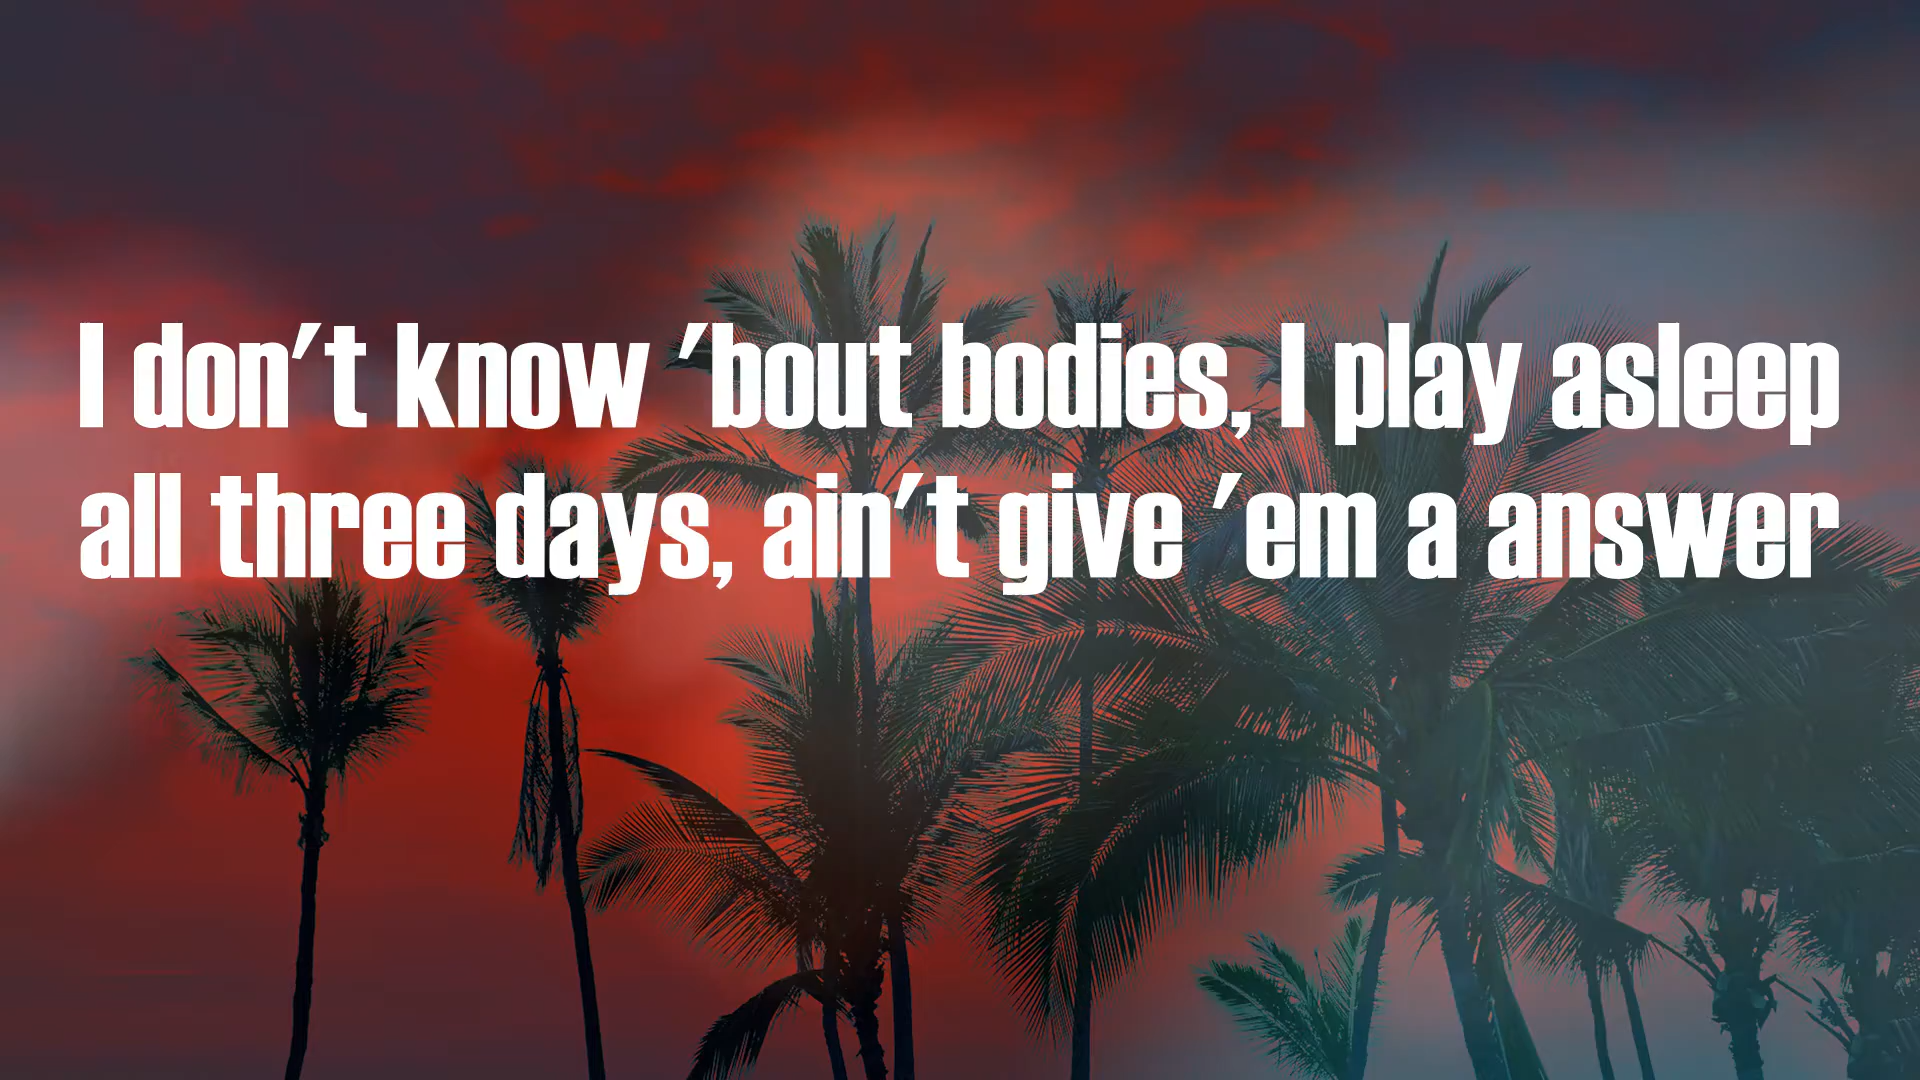 I don't know 'bout bodies, I play asleep
all three days, ain't give 'em a answer